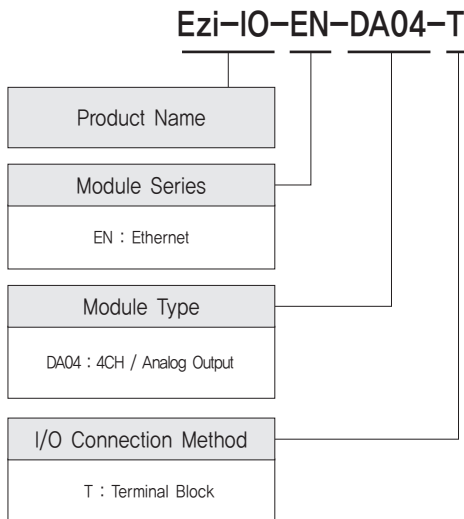 Ezi-IO-EN-DA04-T
Product Name
Module Series
EN : Ethernet
Module Type
DA04 : 4CH / Analog Output
I/O Connection Method
T : Terminal Block